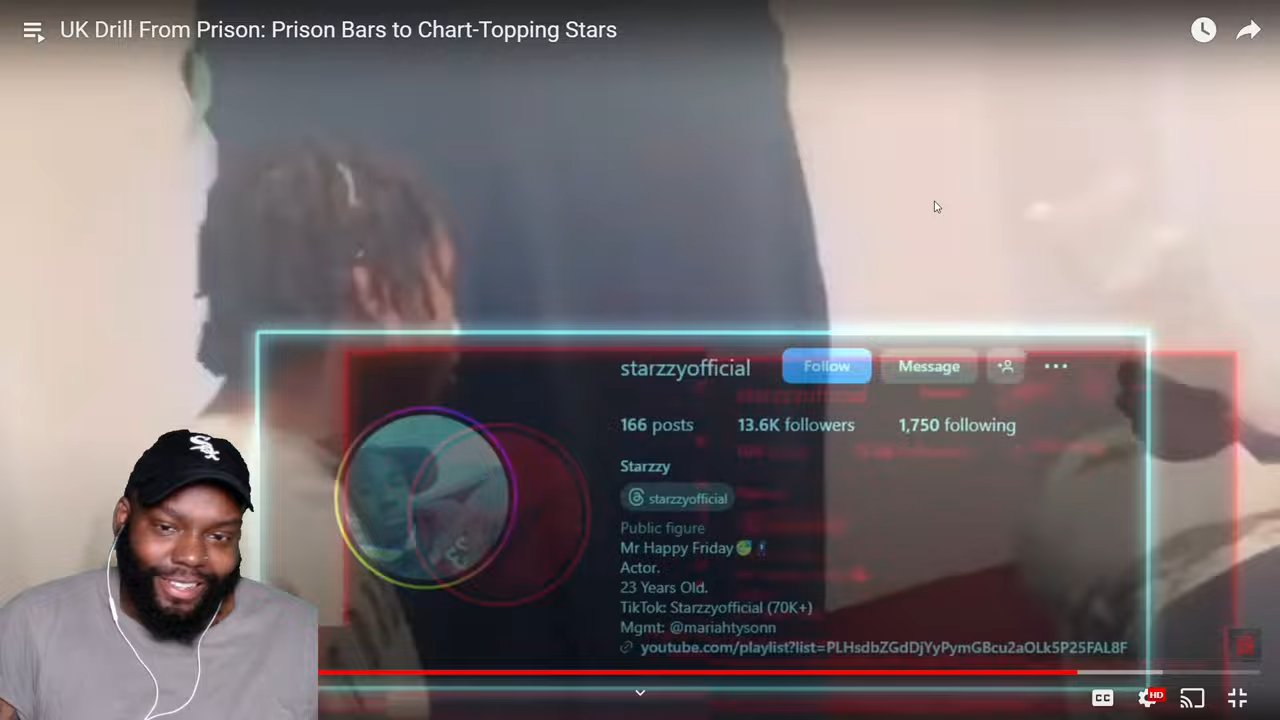 UK Drill From Prison: Prison Bars to Chart-Topping Stars
starzzyofficial Follow Message
166 posts 13.6K followers 1,750 following
Starzzy
starzzyofficial
Public figure
Mr Happy Friday
Actor.
23 Years Old.
TikTok: Starzzyofficial (70K+)
Mgmt: @mariahtysonn
youtube.com/playlist?list=PLHsdbZGdDjYyPymGBcu2aOLk5P25FAL8F
Sox
CC HD